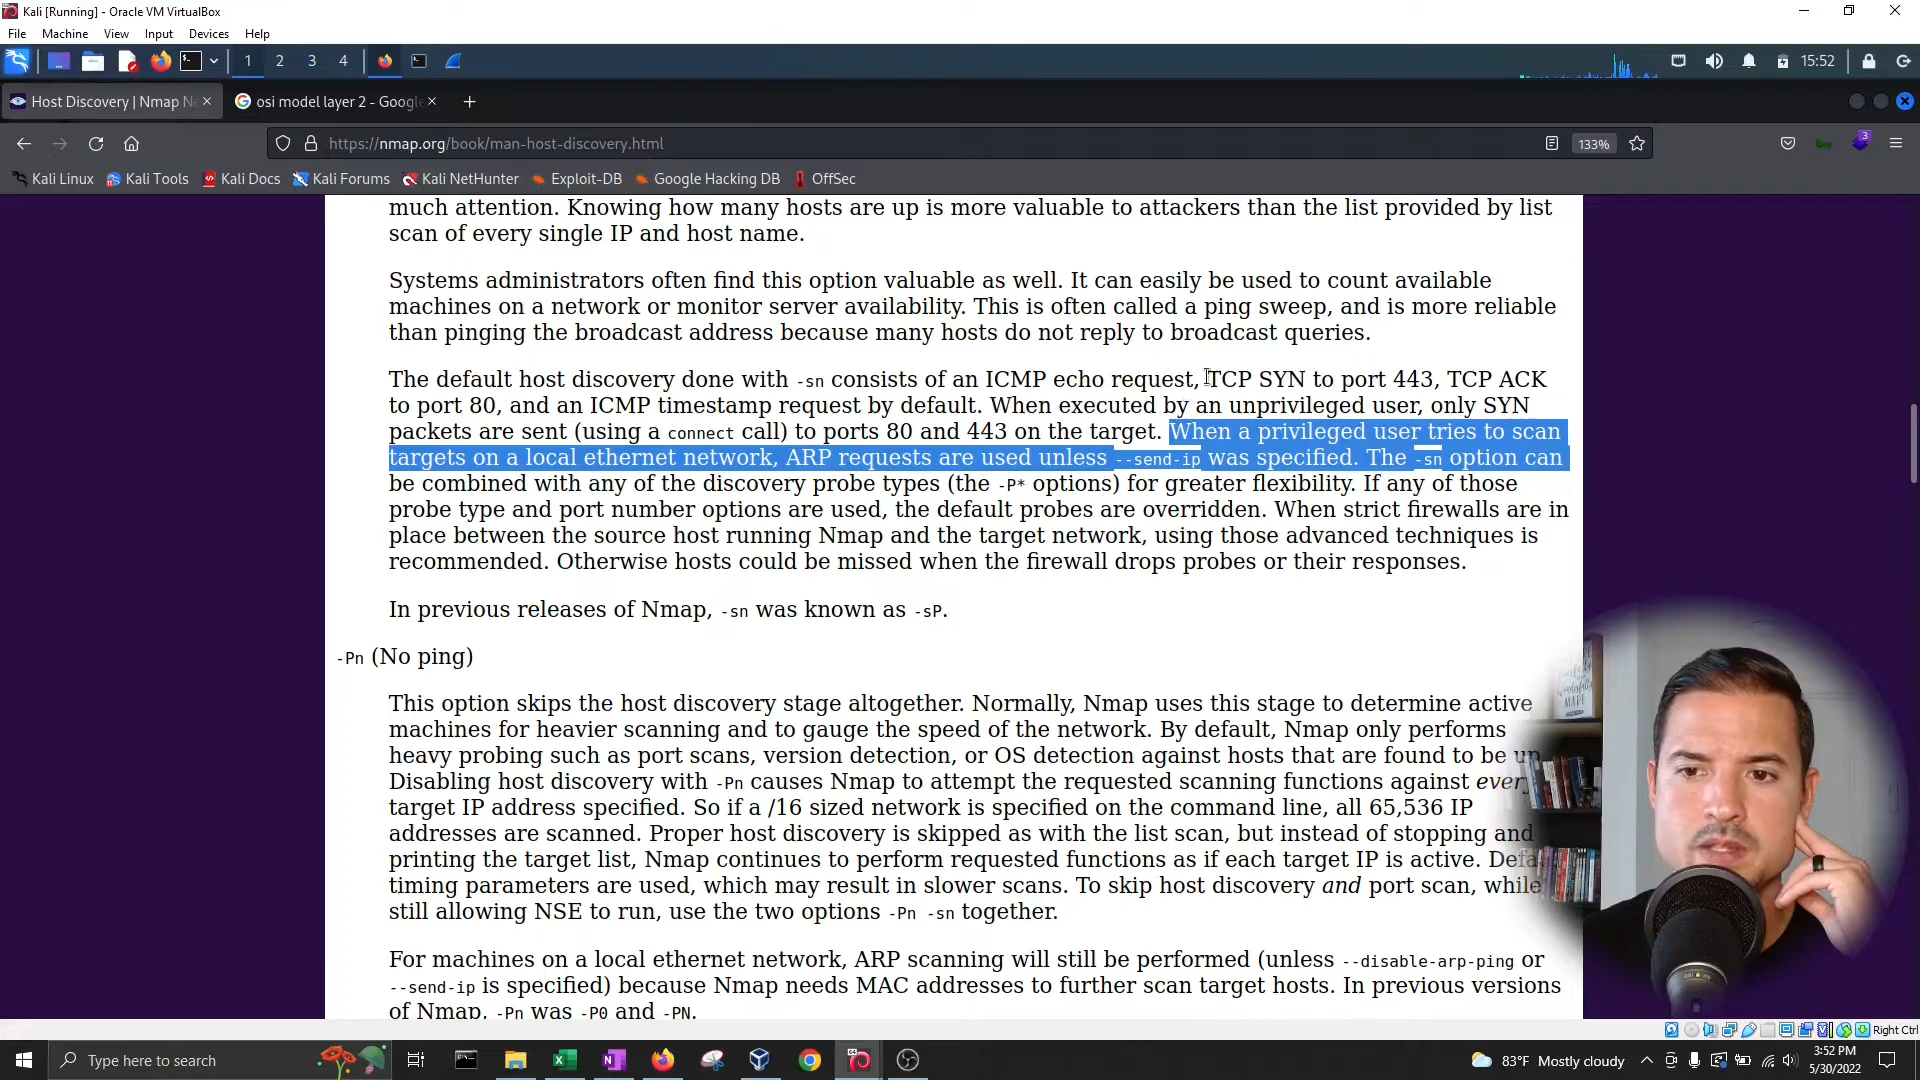 Kali [Running] - Oracle VM VirtualBox
File Machine View Input Devices Help
1 2 3 4
15:52
Host Discovery | Nmap N
osi model layer 2 - Google
https://nmap.org/book/man-host-discovery.html
133%
3
Kali Linux Kali Tools Kali Docs Kali Forums Kali NetHunter Exploit-DB Google Hacking DB OffSec
much attention. Knowing how many hosts are up is more valuable to attackers than the list provided by list
scan of every single IP and host name.
Systems administrators often find this option valuable as well. It can easily be used to count available
machines on a network or monitor server availability. This is often called a ping sweep, and is more reliable
than pinging the broadcast address because many hosts do not reply to broadcast queries.
The default host discovery done with -sn consists of an ICMP echo request, TCP SYN to port 443, TCP ACK
to port 80, and an ICMP timestamp request by default. When executed by an unprivileged user, only SYN
packets are sent (using a connect call) to ports 80 and 443 on the target. When a privileged user tries to scan
targets on a local ethernet network, ARP requests are used unless --send-ip was specified. The -sn option can
be combined with any of the discovery probe types (the -P* options) for greater flexibility. If any of those
probe type and port number options are used, the default probes are overridden. When strict firewalls are in
place between the source host running Nmap and the target network, using those advanced techniques is
recommended. Otherwise hosts could be missed when the firewall drops probes or their responses.
In previous releases of Nmap, -sn was known as -sP.
-Pn (No ping)
This option skips the host discovery stage altogether. Normally, Nmap uses this stage to determine active
machines for heavier scanning and to gauge the speed of the network. By default, Nmap only performs
heavy probing such as port scans, version detection, or OS detection against hosts that are found to be up.
Disabling host discovery with -Pn causes Nmap to attempt the requested scanning functions against every
target IP address specified. So if a /16 sized network is specified on the command line, all 65,536 IP
addresses are scanned. Proper host discovery is skipped as with the list scan, but instead of stopping and
printing the target list, Nmap continues to perform requested functions as if each target IP is active. Defa
timing parameters are used, which may result in slower scans. To skip host discovery and port scan, while
still allowing NSE to run, use the two options -Pn -sn together.
For machines on a local ethernet network, ARP scanning will still be performed (unless --disable-arp-ping or
--send-ip is specified) because Nmap needs MAC addresses to further scan target hosts. In previous versions
of Nmap, -Pn was -P0 and -PN.
Right Ctrl
Type here to search
83°F Mostly cloudy
3:52 PM
5/30/2022